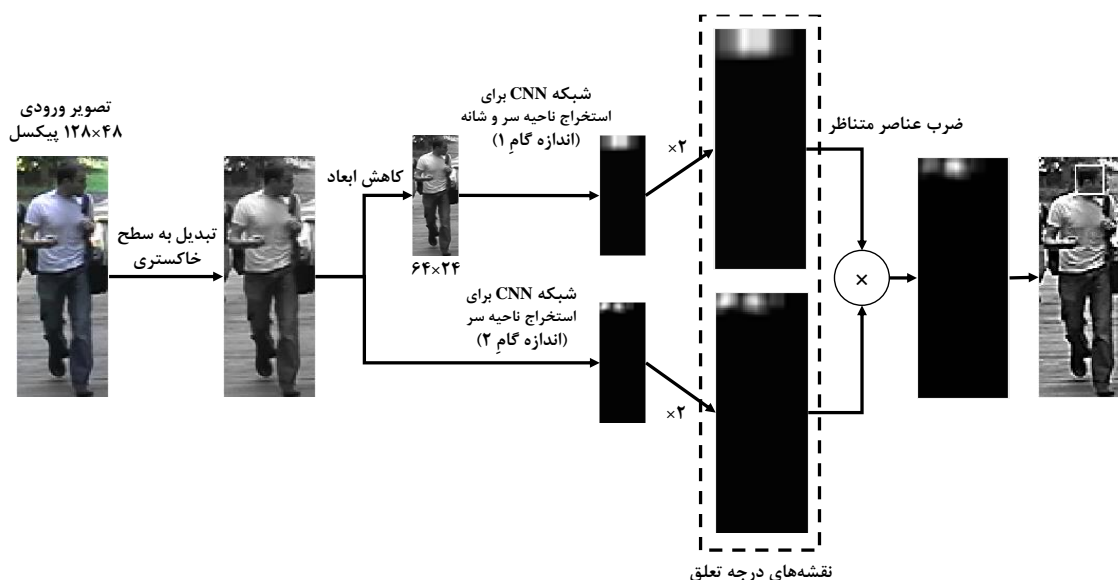 تصویر ورودی
۱۲۸×۴۸ پیکسل
تبدیل به سطح
خاکستری
کاهش ابعاد
۶۴×۲۴
شبکه CNN برای
استخراج ناحیه سر و شانه
(اندازه گامِ ۱)
شبکه CNN برای
استخراج ناحیه سر
(اندازه گامِ ۲)
×۲
×۲
نقشه‌های درجه تعلق
ضرب عناصر متناظر
×